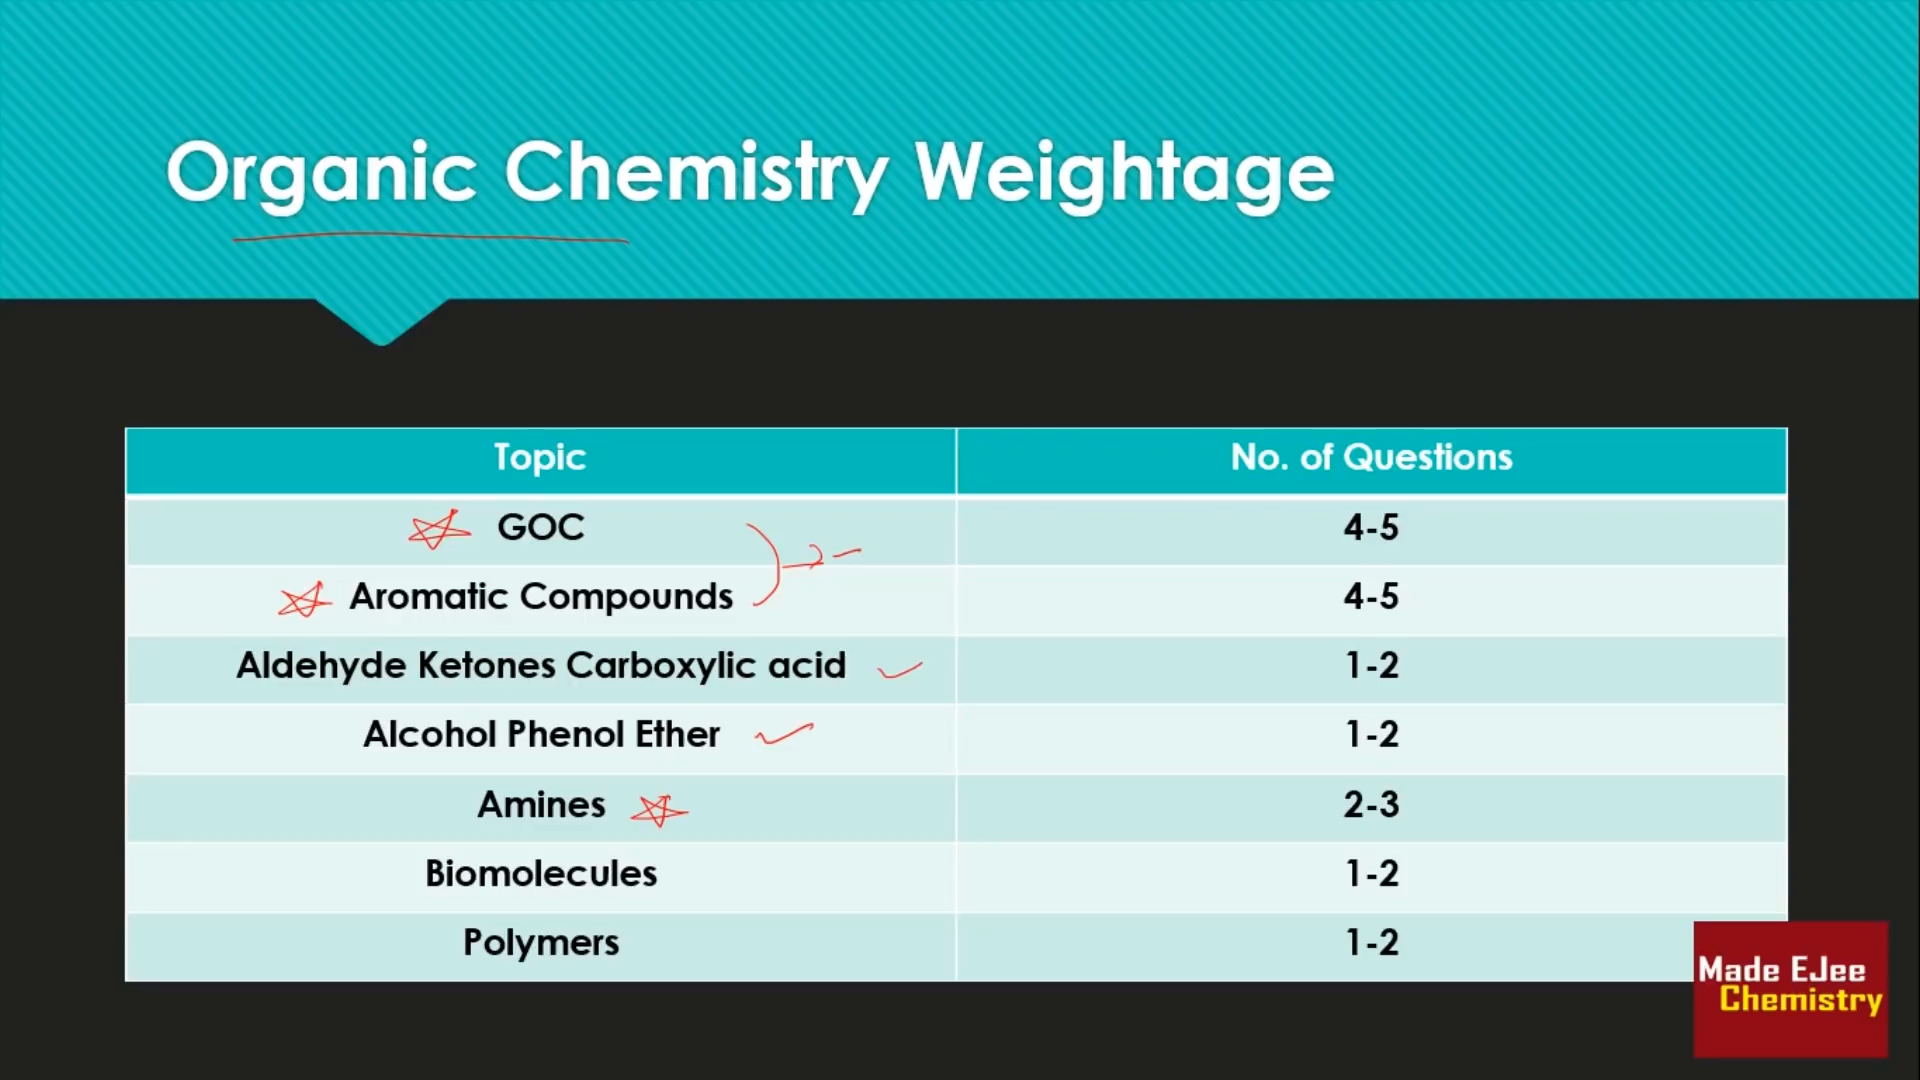 Organic Chemistry Weightage
Topic No. of Questions
GOC 4-5
2-
Aromatic Compounds 4-5
Aldehyde Ketones Carboxylic acid 1-2
Alcohol Phenol Ether 1-2
Amines 2-3
Biomolecules 1-2
Polymers 1-2
Made EJee
Chemistry